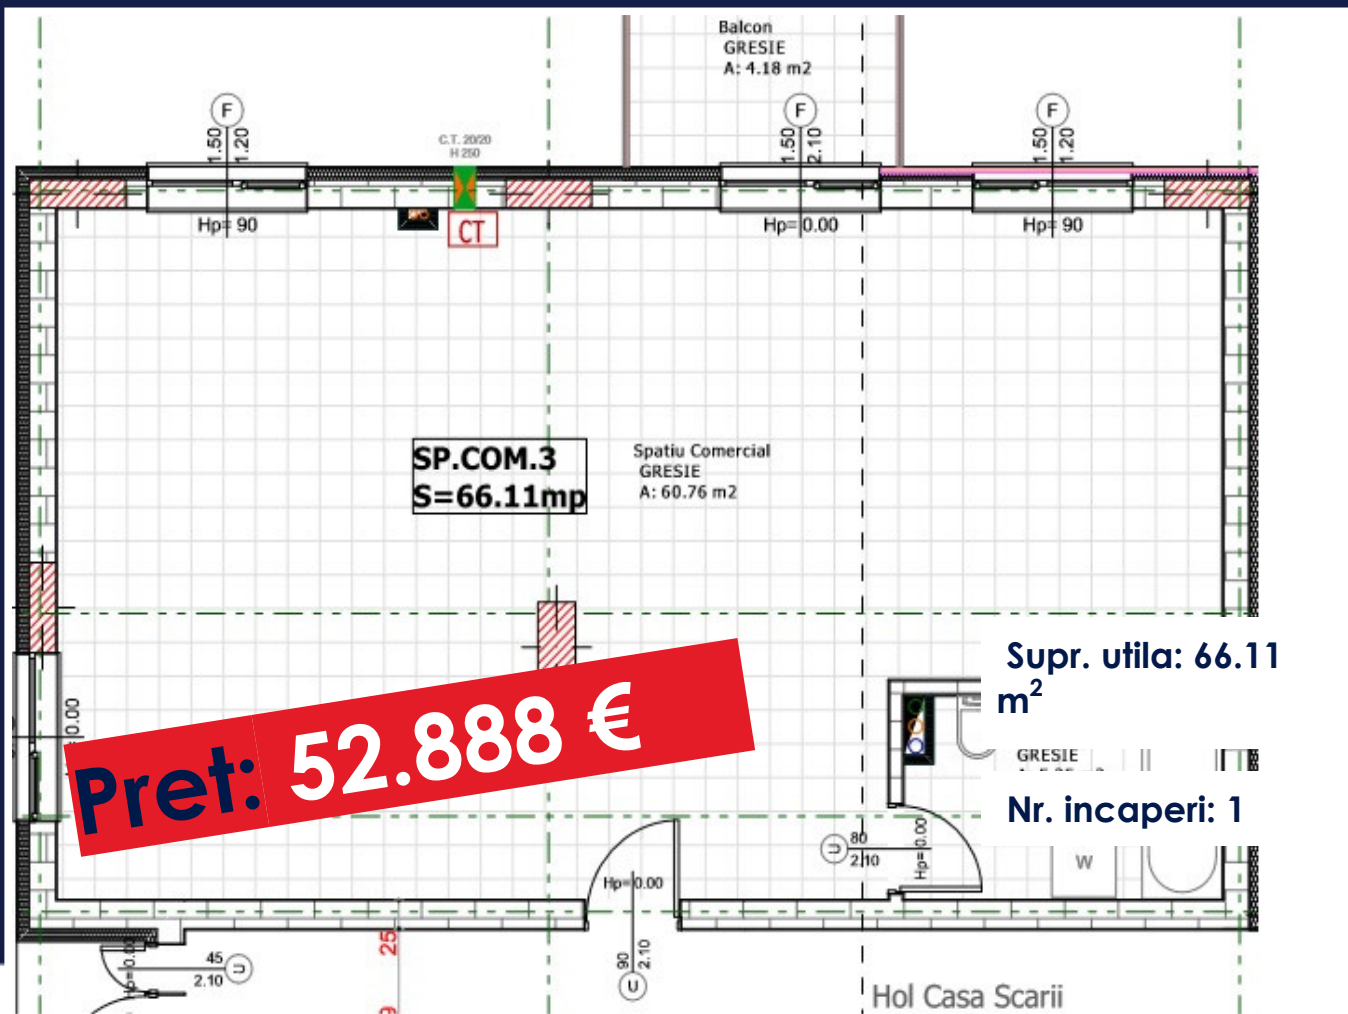 Balcon
GRESIE
A: 4.18 m2
F
1.50
1.20
C.T. 20/20
H 250
F
1.50
2.10
F
1.50
1.20
Hp= 90
CT
Hp= 0.00
Hp= 90
SP.COM.3
S=66.11mp
Spatiu Comercial
GRESIE
A: 60.76 m2
Supr. utila: 66.11
m²
0.00
Pret: 52.888 €
GRESIE
Nr. incaperi: 1
U
80
2.10
Hp=0.00
W
Hp=0.00
25
45
2.10
U
Hp=0.00
90
2.10
U
Hol Casa Scarii